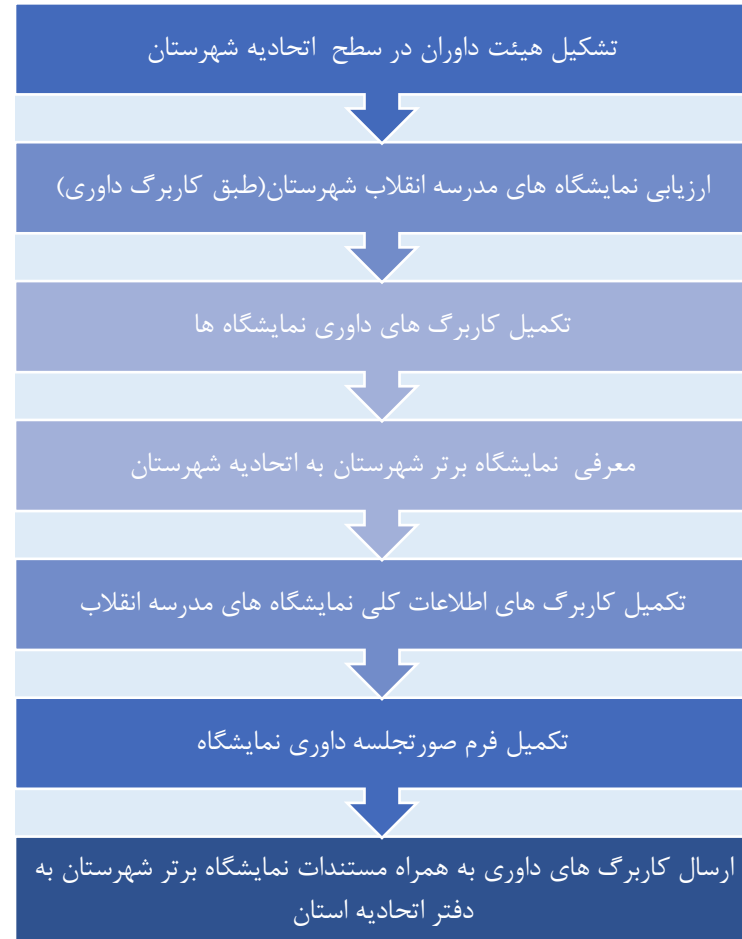 تشکیل هیئت داوران در سطح اتحادیه شهرستان
ارزیابی نمایشگاه های مدرسه انقلاب شهرستان(طبق کاربرگ داوری)
تکمیل کاربرگ های داوری نمایشگاه ها
معرفی نمایشگاه برتر شهرستان به اتحادیه شهرستان
تکمیل کاربرگ های اطلاعات کلی نمایشگاه های مدرسه انقلاب
تکمیل فرم صورتجلسه داوری نمایشگاه
ارسال کاربرگ های داوری به همراه مستندات نمایشگاه برتر شهرستان به
دفتر اتحادیه استان